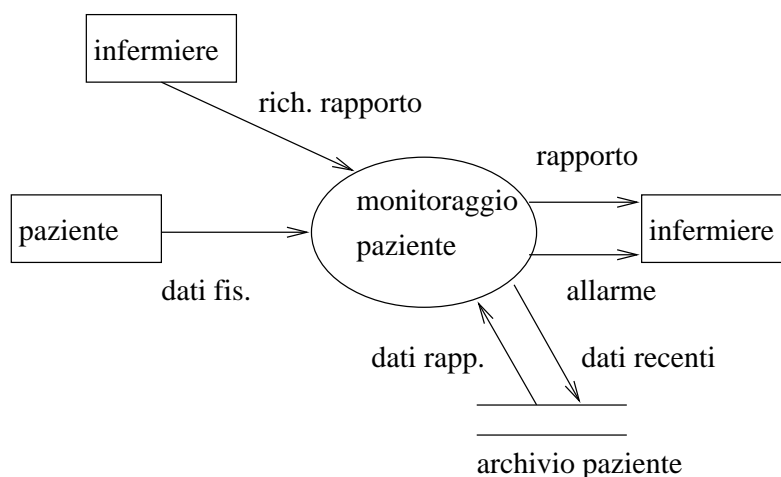 infermiere
rich. rapporto
rapporto
monitoraggio
paziente
paziente
infermiere
dati fis.
allarme
dati rapp.
dati recenti
archivio paziente